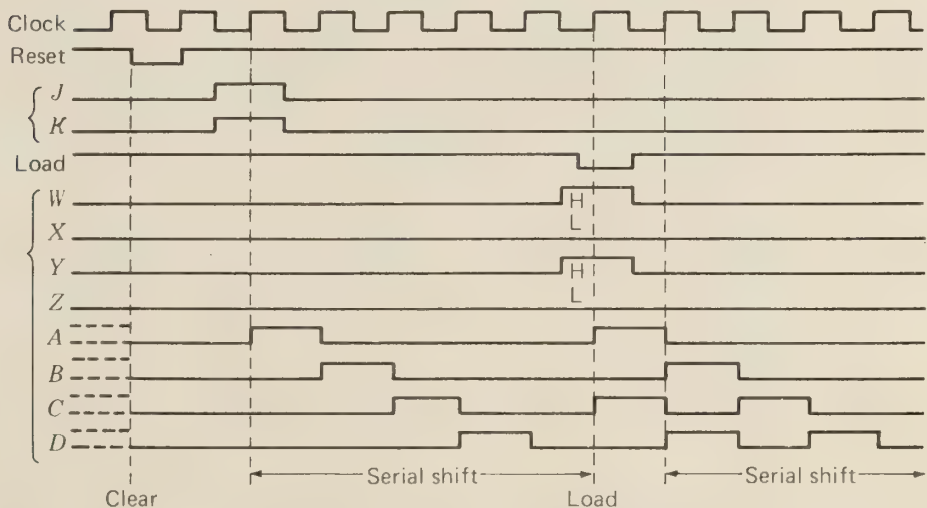 Clock
Reset
J
K
Load
W H
L
X
Y H
L
Z
A
B
C
D
Serial shift Serial shift
Clear Load